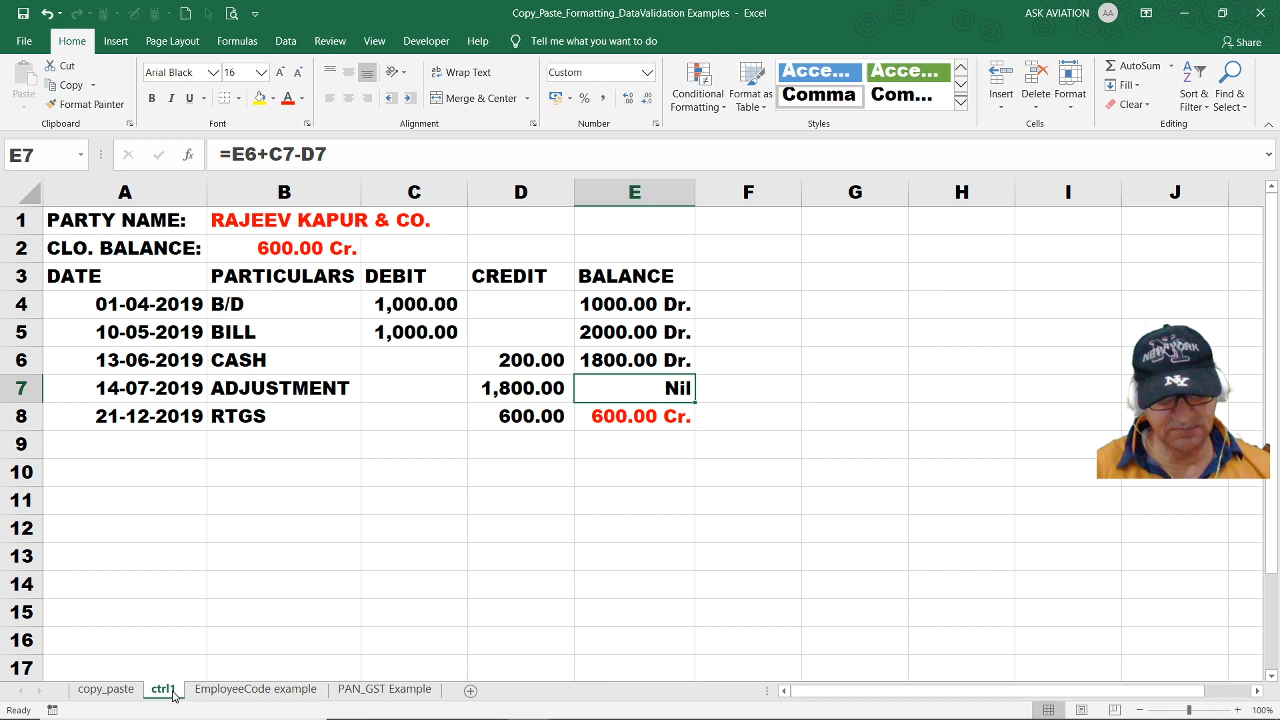 Copy_Paste_Formatting_DataValidation Examples - Excel
ASK AVIATION AA
File Home Insert Page Layout Formulas Data Review View Developer Help Tell me what you want to do Share
Paste
Cut
Copy
Format Painter
Clipboard
Arial Black 16
B I U
Font
Wrap Text
Merge & Center
Alignment
Custom
Number
Conditional Formatting
Format as Table
Acce... Acce...
Comma Com...
Styles
Insert Delete Format
Cells
AutoSum
Fill
Clear
Sort & Filter
Find & Select
Editing
E7 fx =E6+C7-D7
A B C D E F G H I J
1 PARTY NAME: RAJEEV KAPUR & CO.
2 CLO. BALANCE: 600.00 Cr.
3 DATE PARTICULARS DEBIT CREDIT BALANCE
4 01-04-2019 B/D 1,000.00 1000.00 Dr.
5 10-05-2019 BILL 1,000.00 2000.00 Dr.
6 13-06-2019 CASH 200.00 1800.00 Dr.
7 14-07-2019 ADJUSTMENT 1,800.00 Nil
8 21-12-2019 RTGS 600.00 600.00 Cr.
9
10
11
12
13
14
15
16
17
NEW YORK
NY
copy_paste ctrl1 EmployeeCode example PAN_GST Example
Ready 100%